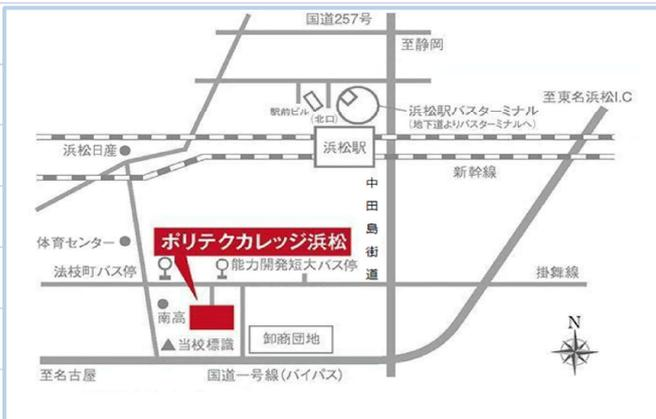 国道257号
至静岡
至東名浜松I.C
駅前ビル
(北口)
浜松駅バスターミナル
(地下道よりバスターミナルへ)
浜松日産
浜松駅
新幹線
中田島街道
体育センター
ポリテクカレッジ浜松
法枝町バス停
能力開発短大バス停
掛舞線
南高
当校標識
卸商団地
N
至名古屋
国道一号線(バイパス)